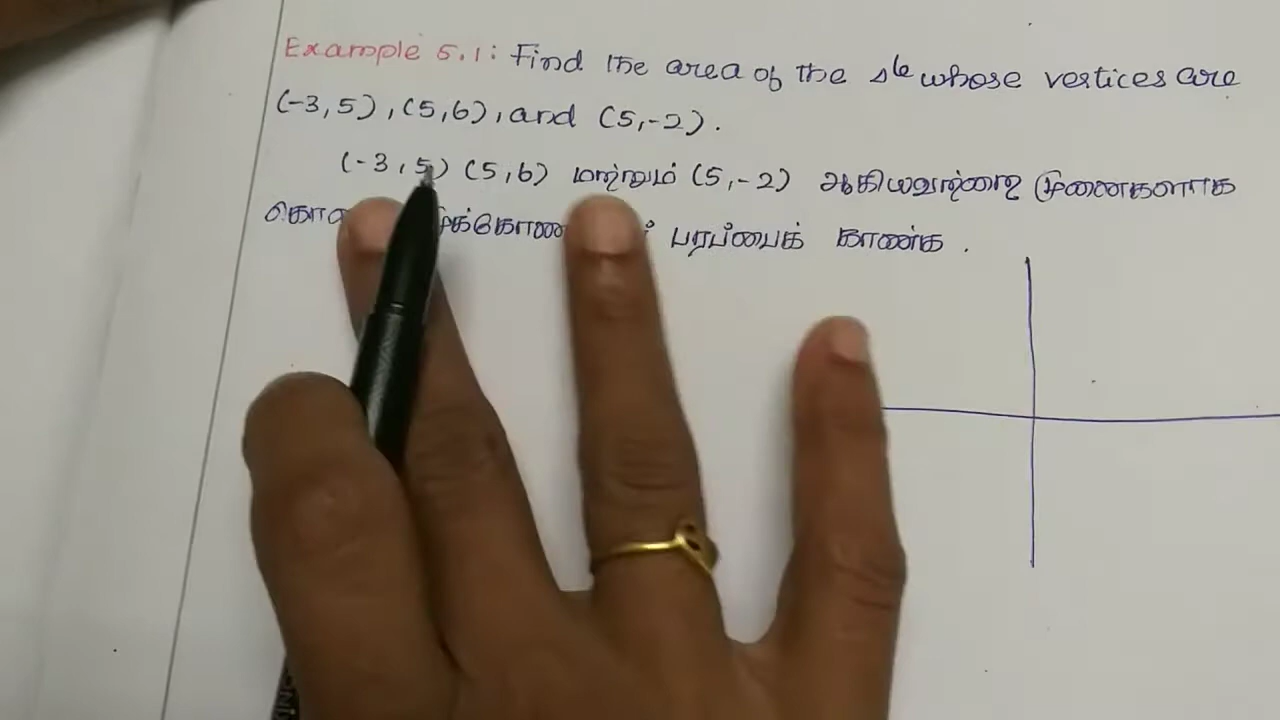 Example 5.1: Find the area of the Δle whose vertices are
(-3,5), (5,6), and (5,-2).
(-3,5) (5,6) மற்றும் (5,-2) ஆகியவற்றை முனைகளாக
பரப்பைக் காண்க.